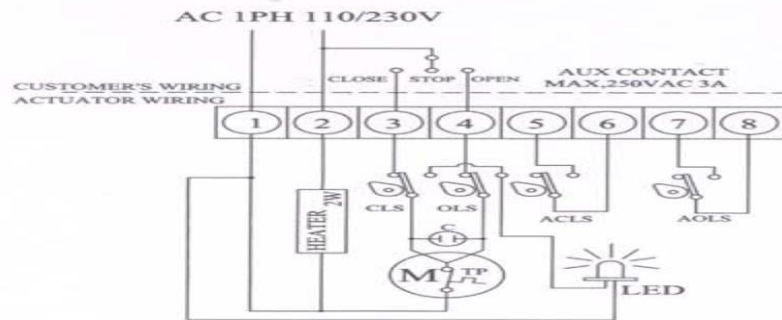 AC 1PH 110/230V
CLOSE STOP OPEN
AUX CONTACT
MAX,250VAC 3A
CUSTOMER'S WIRING
ACTUATOR WIRING
1 2 3 4 5 6 7 8
HEATER 2W
CLS OLS ACLS AOLS
C
M TP
LED